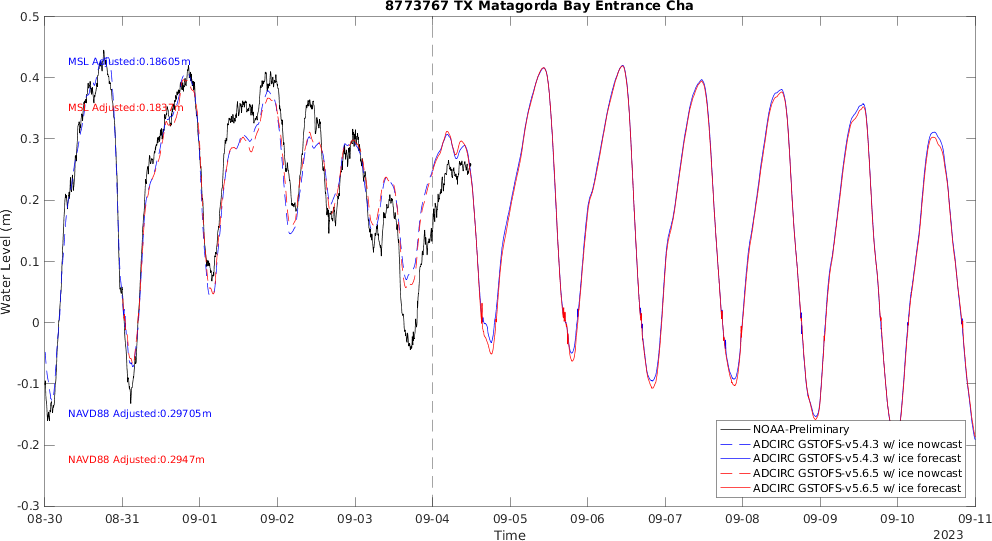 8773767 TX Matagorda Bay Entrance Cha
0.5
0.4
0.3
0.2
0.1
0
-0.1
-0.2
-0.3
Water Level (m)
MSL Adjusted:0.18605m
MSL Adjusted:0.1837m
NAVD88 Adjusted:0.29705m
NAVD88 Adjusted:0.2947m
NOAA-Preliminary
ADCIRC GSTOFS-v5.4.3 w/ ice nowcast
ADCIRC GSTOFS-v5.4.3 w/ ice forecast
ADCIRC GSTOFS-v5.6.5 w/ ice nowcast
ADCIRC GSTOFS-v5.6.5 w/ ice forecast
08-30 08-31 09-01 09-02 09-03 09-04 09-05 09-06 09-07 09-08 09-09 09-10 09-11
Time
2023